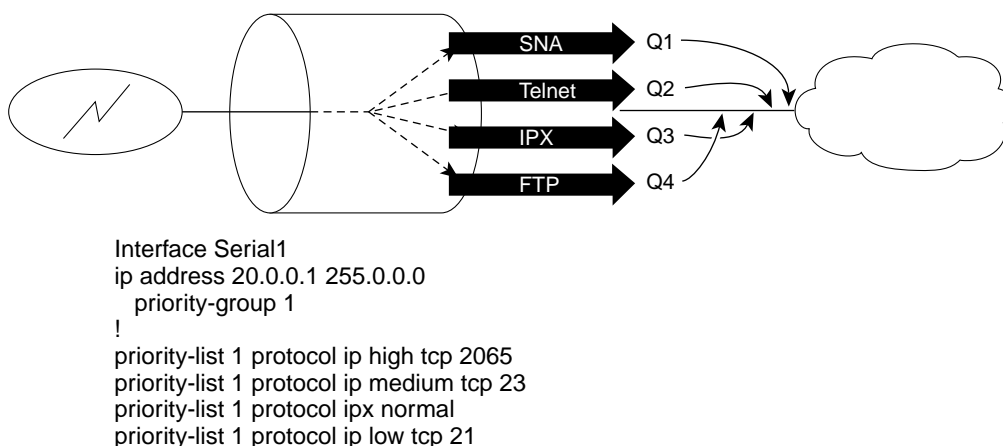 SNA Q1
Telnet Q2
IPX Q3
FTP Q4
Interface Serial1
ip address 20.0.0.1 255.0.0.0
priority-group 1
!
priority-list 1 protocol ip high tcp 2065
priority-list 1 protocol ip medium tcp 23
priority-list 1 protocol ipx normal
priority-list 1 protocol ip low tcp 21